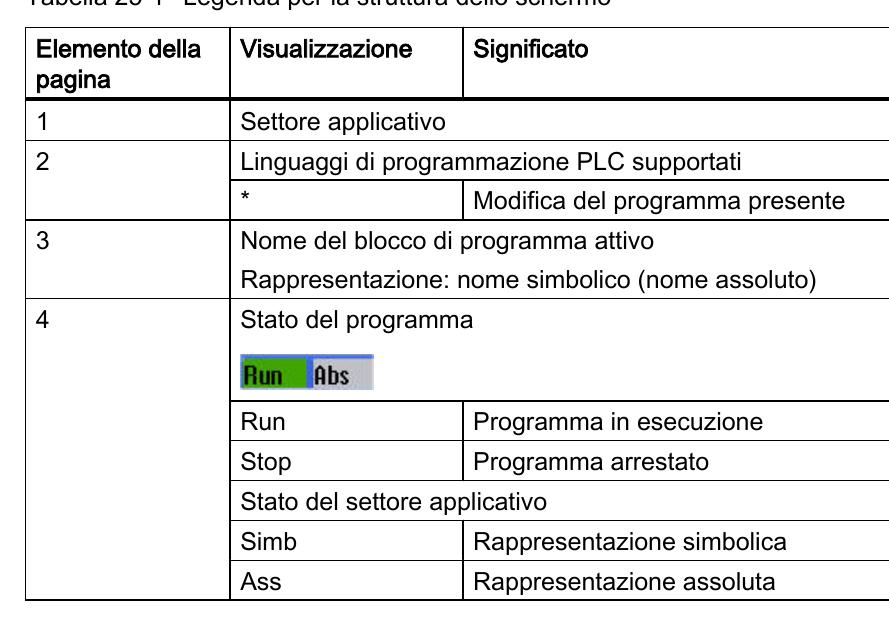 Tabella 23-1 Legenda per la struttura dello schermo
Elemento della pagina Visualizzazione Significato
1 Settore applicativo
2 Linguaggi di programmazione PLC supportati
* Modifica del programma presente
3 Nome del blocco di programma attivo
Rappresentazione: nome simbolico (nome assoluto)
4 Stato del programma
Run Abs
Run Programma in esecuzione
Stop Programma arrestato
Stato del settore applicativo
Simb Rappresentazione simbolica
Ass Rappresentazione assoluta